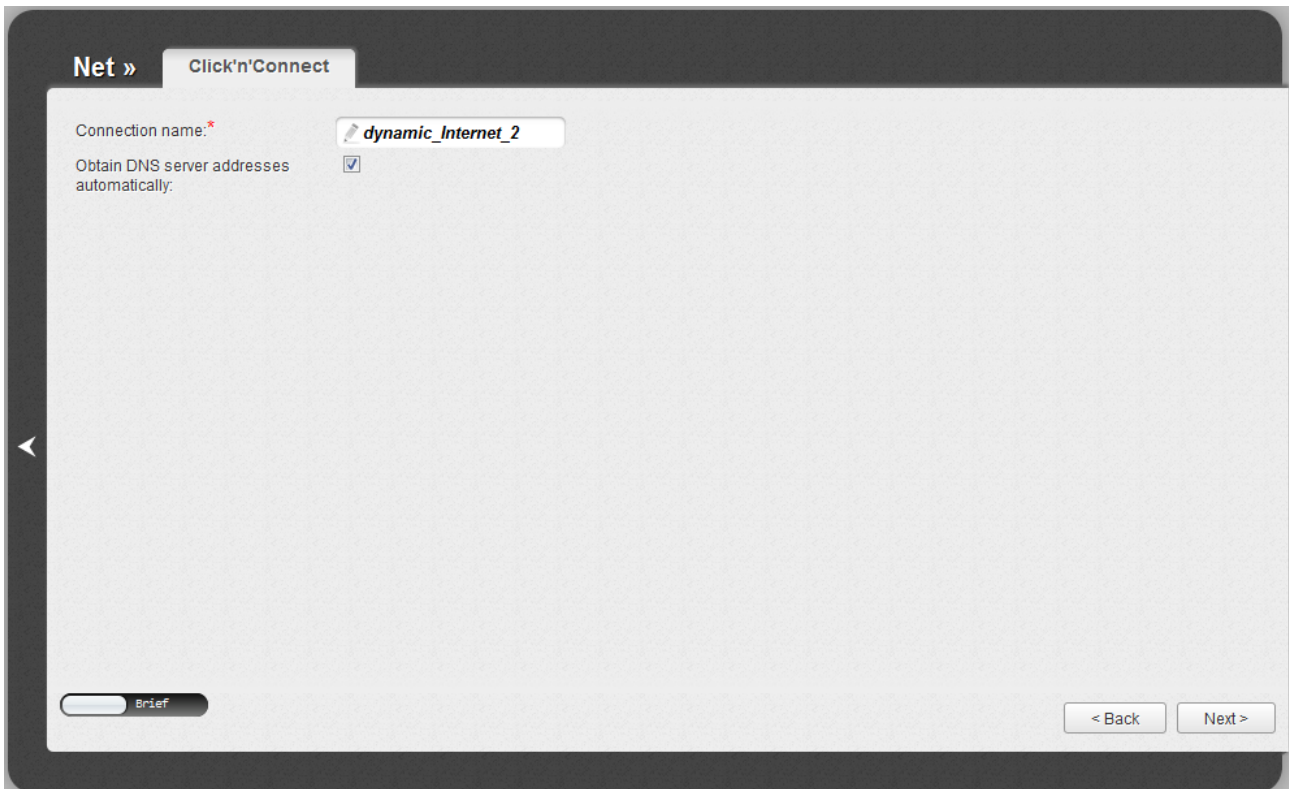 Net »
Click'n'Connect
Connection name:*
dynamic_Internet_2
Obtain DNS server addresses
automatically:
Brief
< Back
Next >